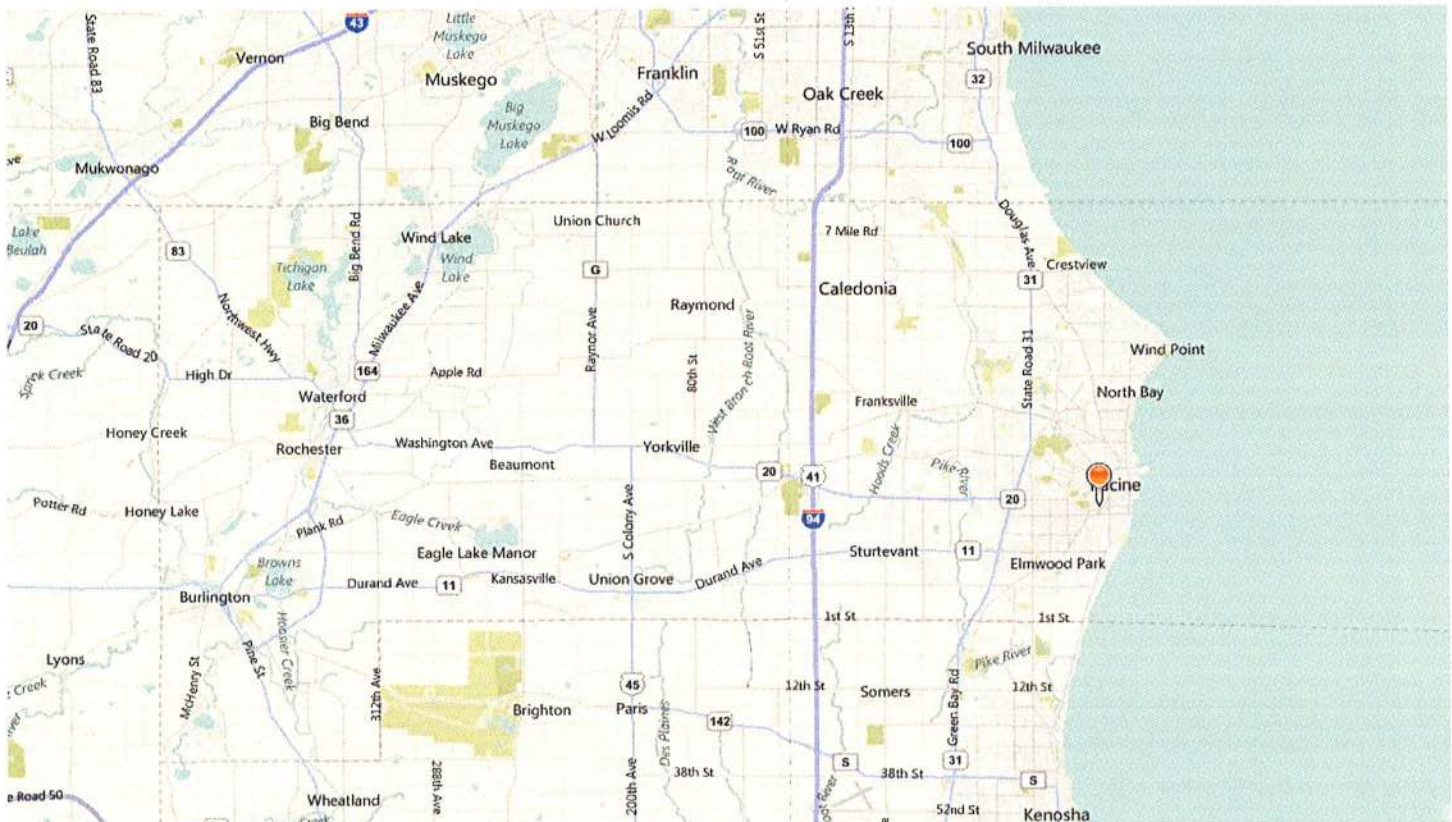 State Road 83
43
Little
Muskego
Lake
S 51st St
S 13th
South Milwaukee
Vernon
Muskego
Franklin
32
Oak Creek
Big
Muskego
Lake
W Loomis Rd
Big Bend
100
W Ryan Rd
100
Mukwonago
Root River
Lake
Beulah
83
Big Bend Rd
Wind Lake
Union Church
7 Mile Rd
Douglas Ave
Tichigan
Lake
Wind
Lake
G
Crestview
31
Caledonia
Raymond
20
State Road 20
Northwest Hwy
Milwaukee Ave
Raynor Ave
80th St
West Branch Root River
State Road 31
Wind Point
High Dr
164
Apple Rd
North Bay
Waterford
Franksville
36
Honey Creek
Rochester
Washington Ave
Beaumont
Yorkville
20
41
Hoods Creek
Pike River
20
Potter Rd
Honey Lake
Plank Rd
Eagle Creek
S Colony Ave
94
Eagle Lake Manor
Sturtevant
11
Elmwood Park
Browns
Lake
Durand Ave
11
Kansasville
Union Grove
Durand Ave
Burlington
1st St
1st St
Hoosier Creek
Pine St
Lyons
McHenry St
312th Ave
Pike River
45
12th St
Somers
12th St
Creek
Brighton
Paris
142
Des Plaines
Green Bay Rd
38th St
S
38th St
31
S
Road 50
Wheatland
288th Ave
200th Ave
52nd St
Kenosha